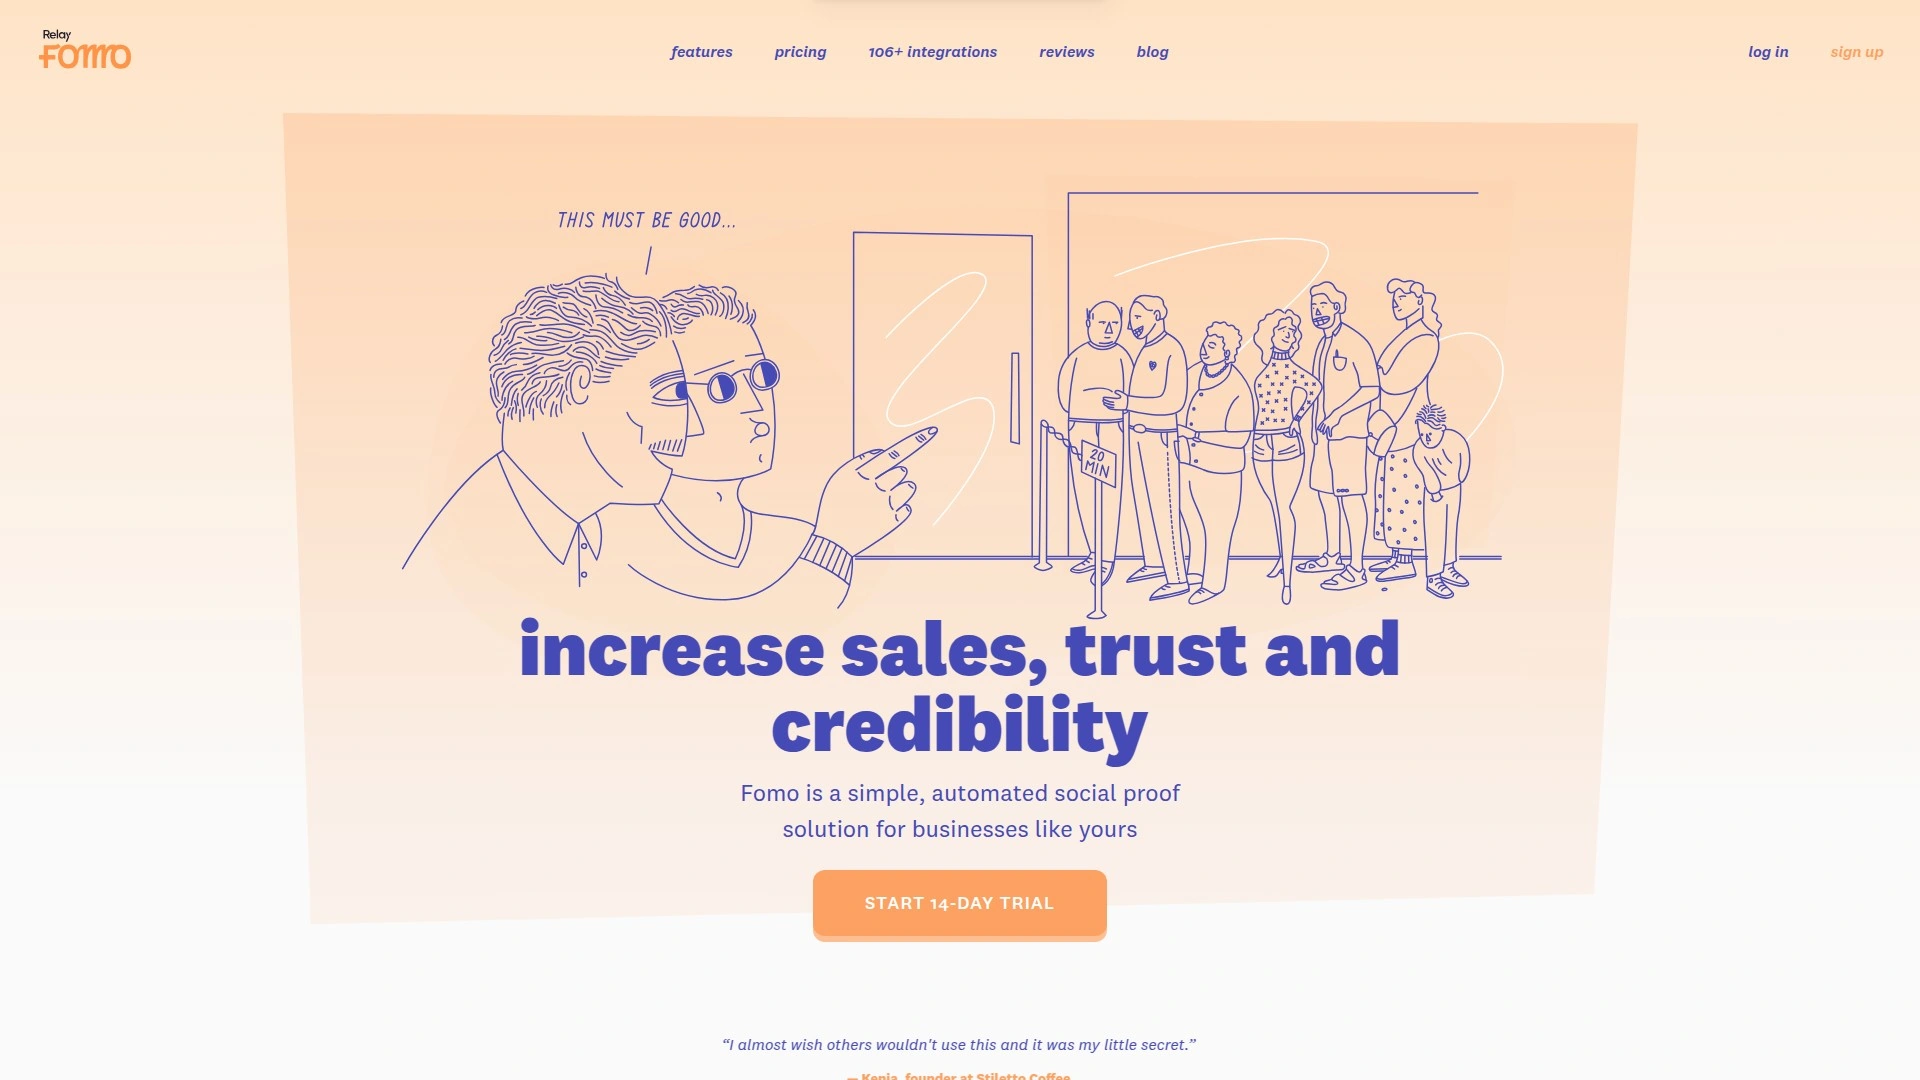 Relay
FOMO
features
pricing
106+ integrations
reviews
blog
log in
sign up
THIS MUST BE GOOD...
20
MIN
increase sales, trust and
credibility
Fomo is a simple, automated social proof
solution for businesses like yours
START 14-DAY TRIAL
“I almost wish others wouldn't use this and it was my little secret.”
— Kenia, founder at Stiletto Coffee